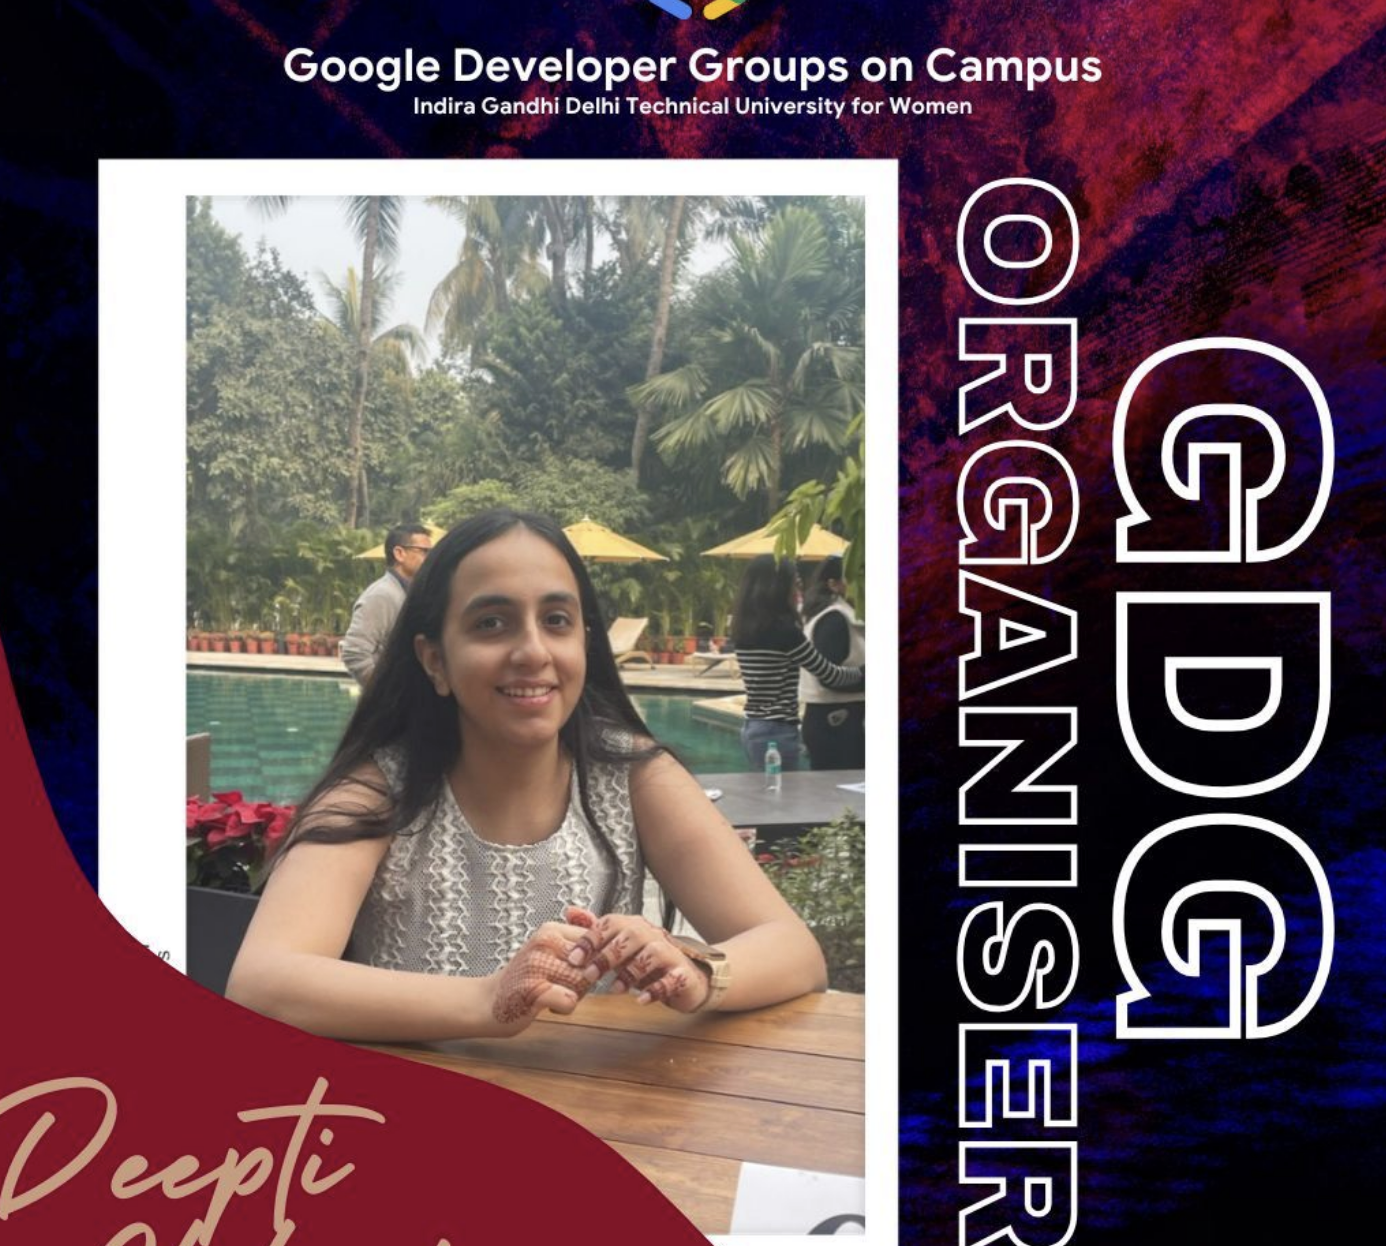 Google Developer Groups on Campus
Indira Gandhi Delhi Technical University for Women
GDG
ORGANISER
Deepti